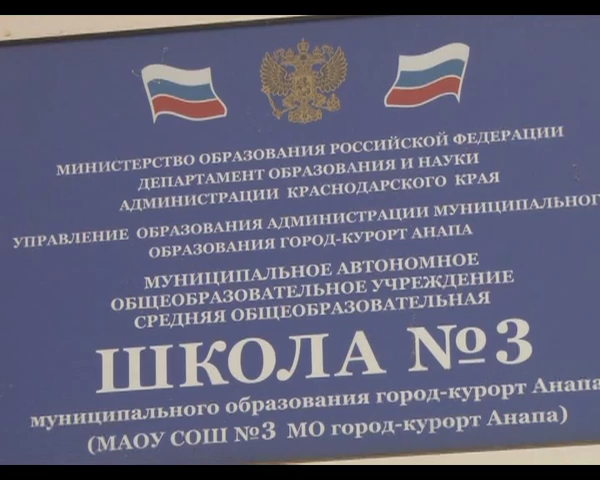 МИНИСТЕРСТВО ОБРАЗОВАНИЯ РОССИЙСКОЙ ФЕДЕРАЦИИ
ДЕПАРТАМЕНТ ОБРАЗОВАНИЯ И НАУКИ
АДМИНИСТРАЦИИ КРАСНОДАРСКОГО КРАЯ
УПРАВЛЕНИЕ ОБРАЗОВАНИЯ АДМИНИСТРАЦИИ МУНИЦИПАЛЬНОГО
ОБРАЗОВАНИЯ ГОРОД-КУРОРТ АНАПА
МУНИЦИПАЛЬНОЕ АВТОНОМНОЕ
ОБЩЕОБРАЗОВАТЕЛЬНОЕ УЧРЕЖДЕНИЕ
СРЕДНЯЯ ОБЩЕОБРАЗОВАТЕЛЬНАЯ
ШКОЛА №3
муниципального образования город-курорт Анапа
(МАОУ СОШ №3 МО город-курорт Анапа)